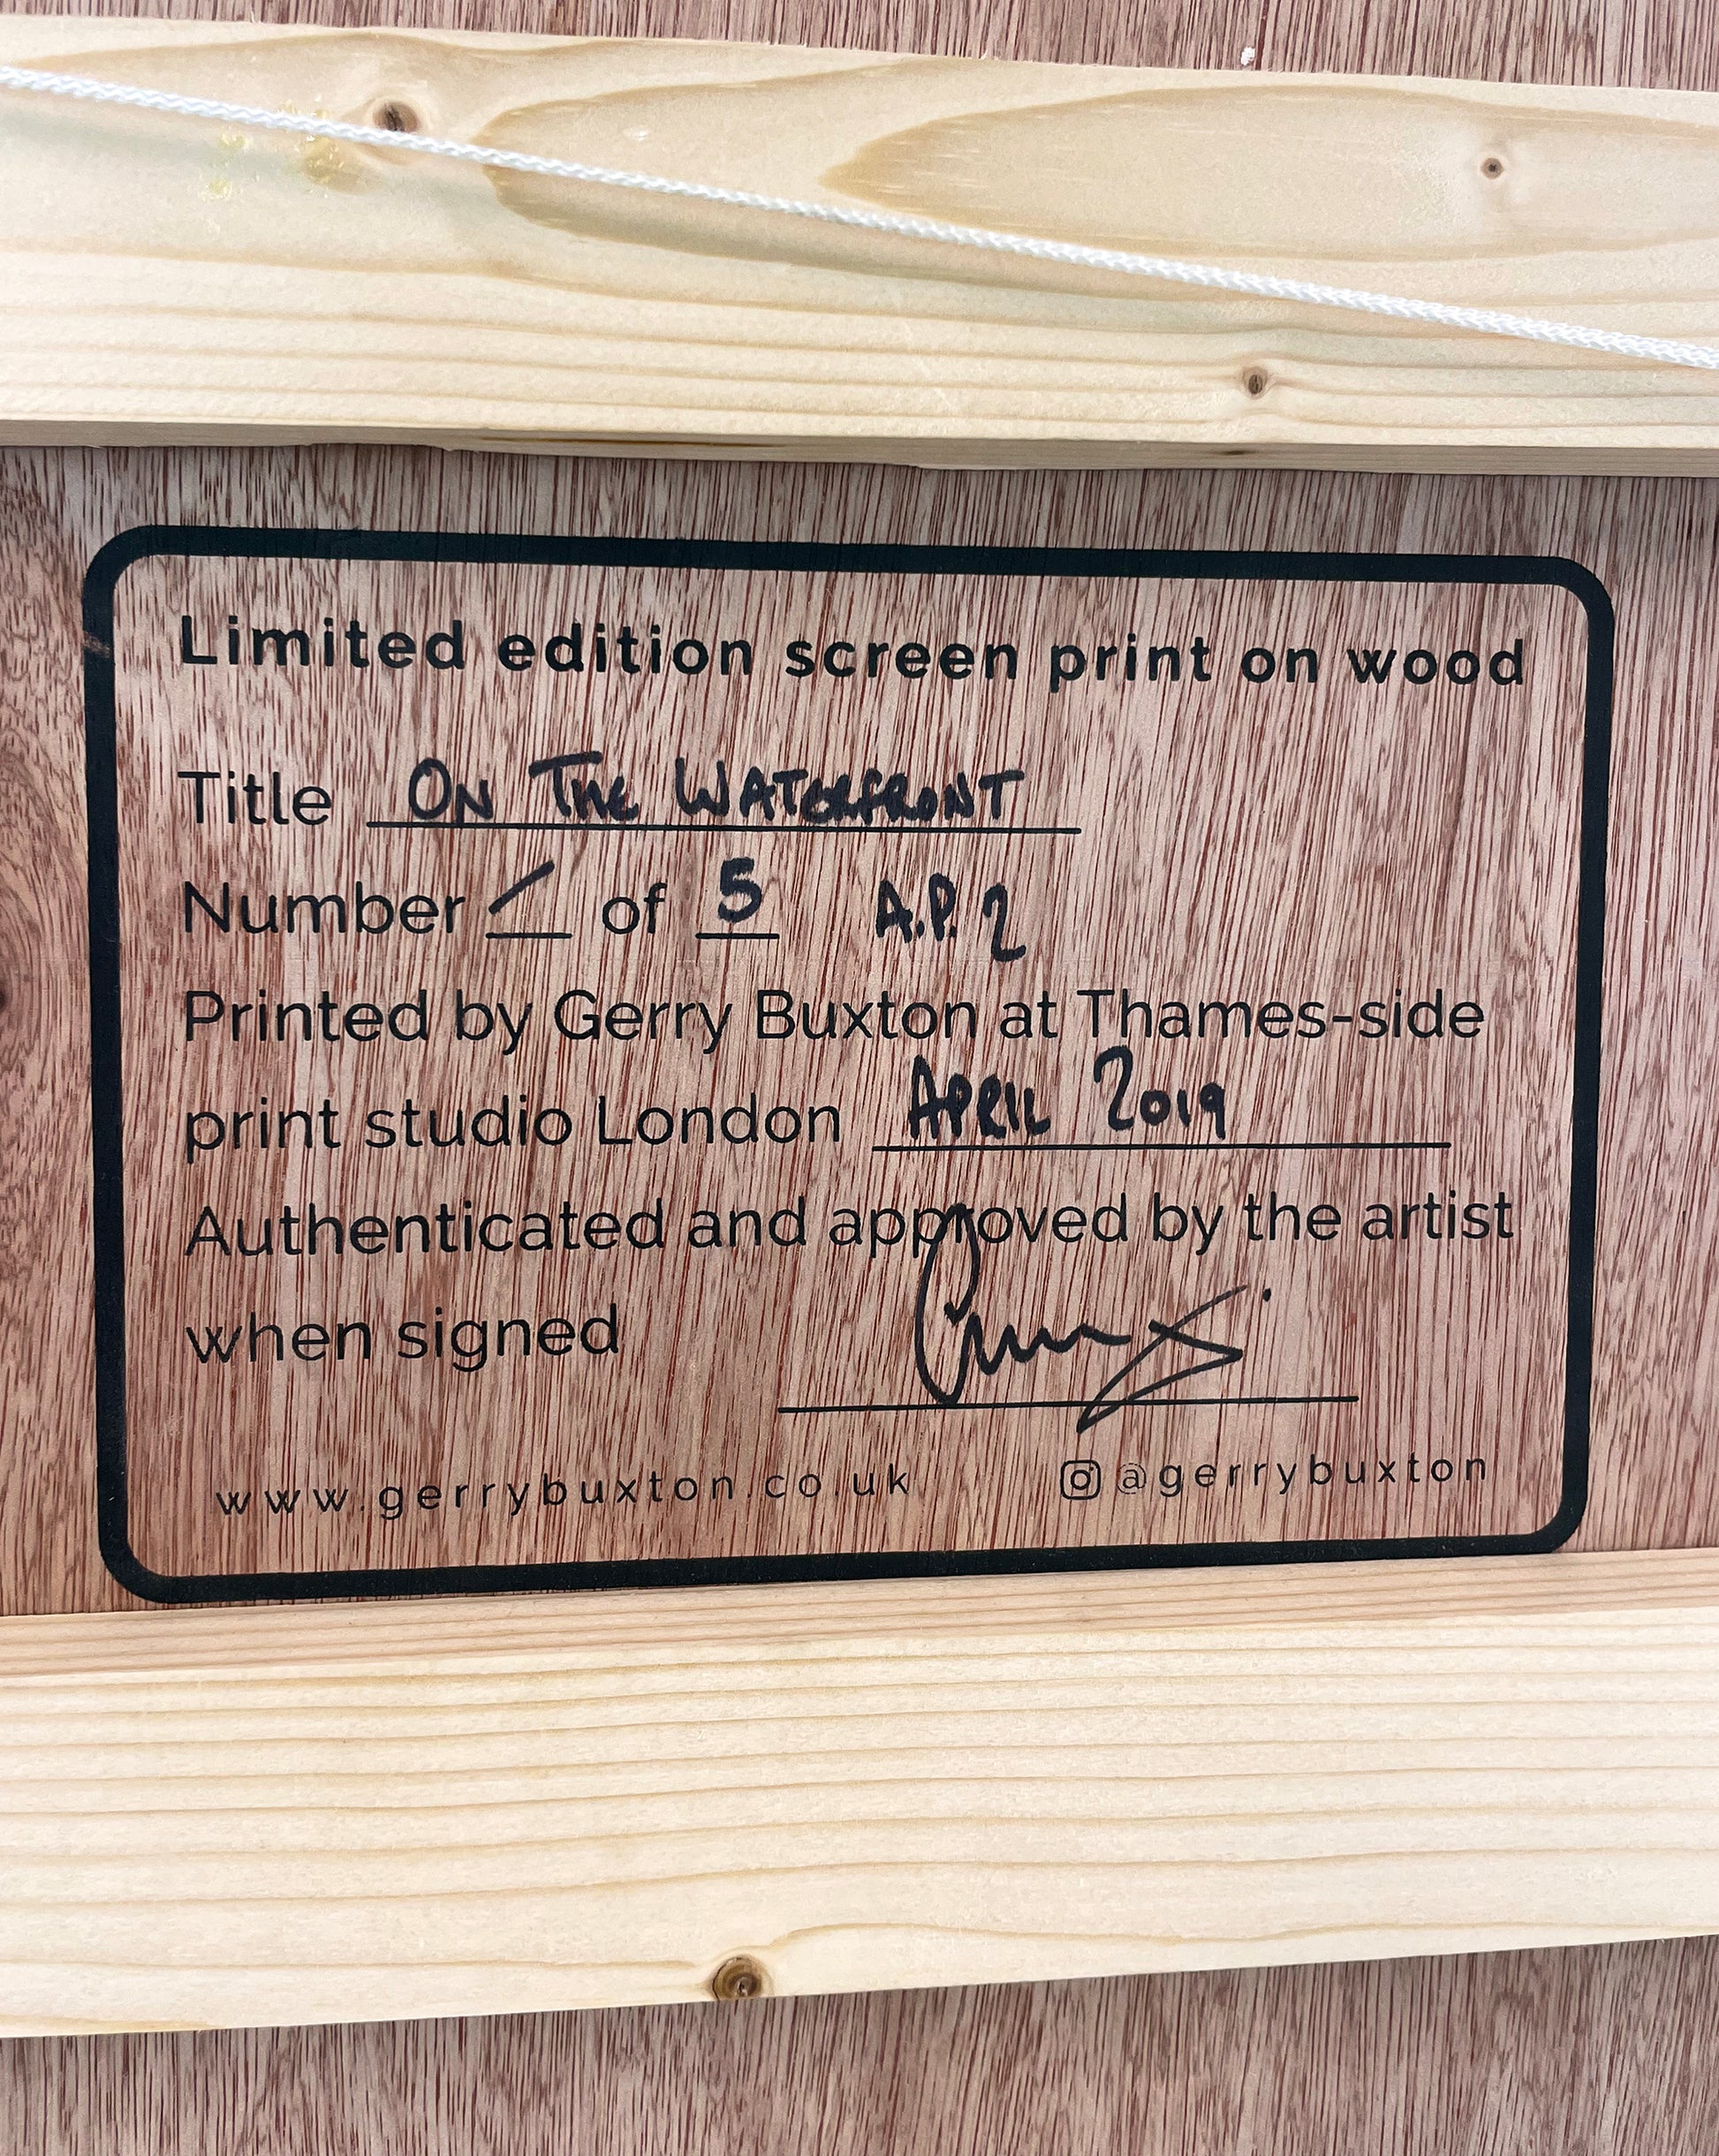 Limited edition screen print on wood
Title ON THE WATERFRONT
Number / of 5 A.P. 2
Printed by Gerry Buxton at Thames-side
print studio London APRIL 2019
Authenticated and approved by the artist
when signed
www.gerrybuxton.co.uk @gerrybuxton